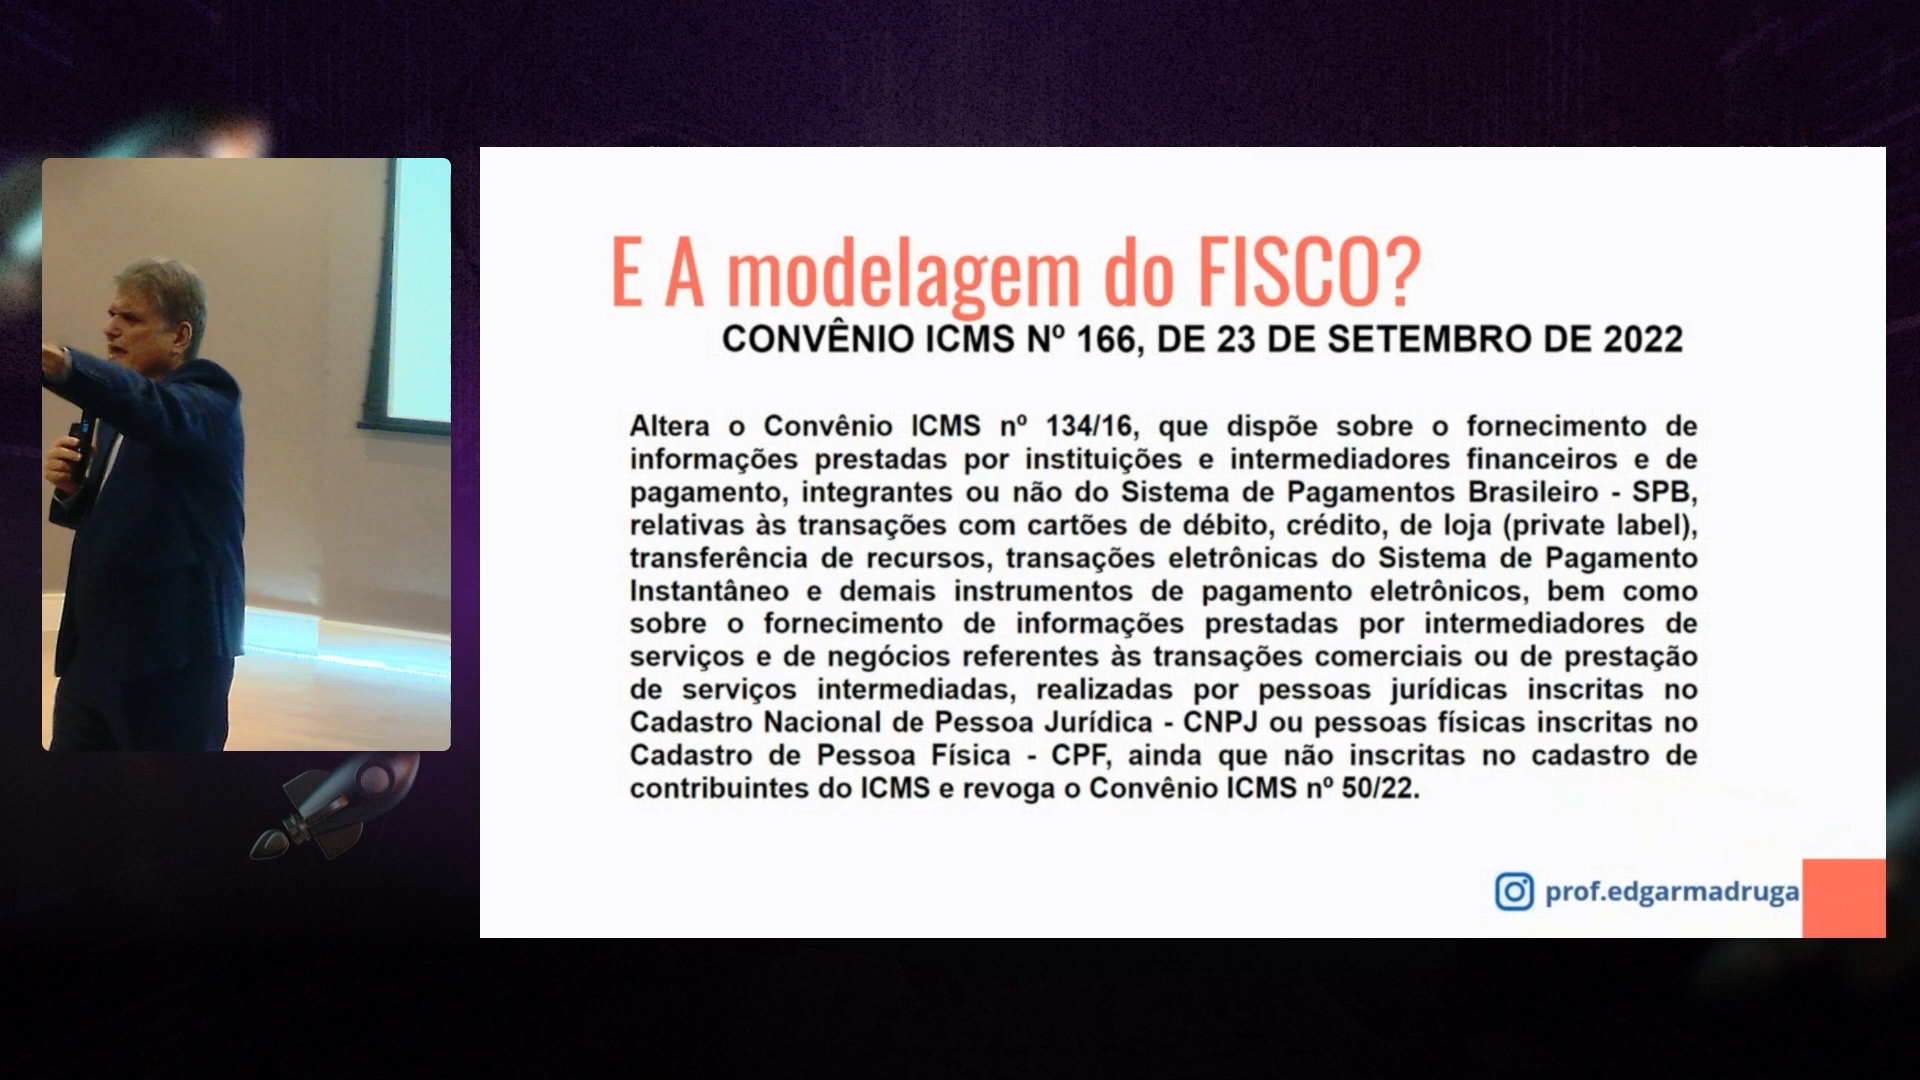 E A modelagem do FISCO?
CONVÊNIO ICMS Nº 166, DE 23 DE SETEMBRO DE 2022
Altera o Convênio ICMS nº 134/16, que dispõe sobre o fornecimento de
informações prestadas por instituições e intermediadores financeiros e de
pagamento, integrantes ou não do Sistema de Pagamentos Brasileiro - SPB,
relativas às transações com cartões de débito, crédito, de loja (private label),
transferência de recursos, transações eletrônicas do Sistema de Pagamento
Instantâneo e demais instrumentos de pagamento eletrônicos, bem como
sobre o fornecimento de informações prestadas por intermediadores de
serviços e de negócios referentes às transações comerciais ou de prestação
de serviços intermediadas, realizadas por pessoas jurídicas inscritas no
Cadastro Nacional de Pessoa Jurídica - CNPJ ou pessoas físicas inscritas no
Cadastro de Pessoa Física - CPF, ainda que não inscritas no cadastro de
contribuintes do ICMS e revoga o Convênio ICMS nº 50/22.
prof.edgarmadruga